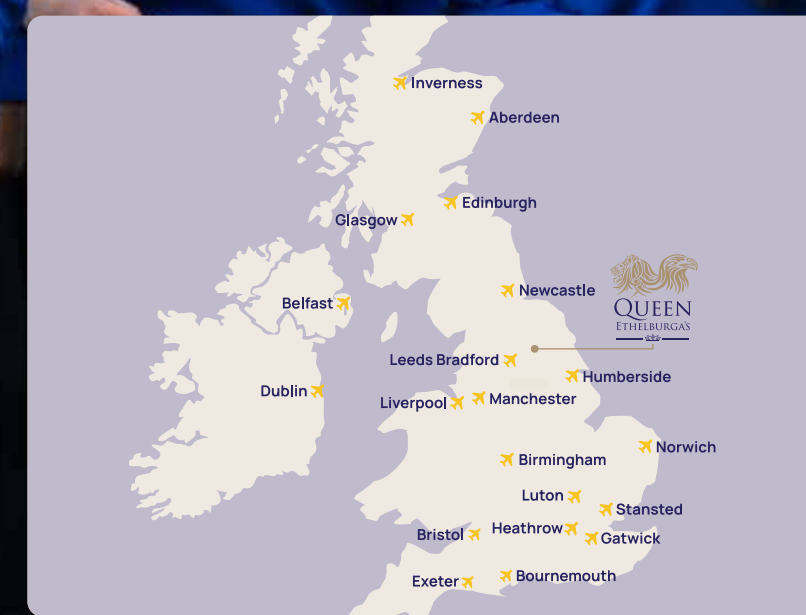 Inverness
Aberdeen
Edinburgh
Glasgow
Newcastle
QUEEN
ETHELBURGA'S
Belfast
Leeds Bradford
Humberside
Dublin
Liverpool
Manchester
Norwich
Birmingham
Luton
Stansted
Heathrow
Bristol
Gatwick
Exeter
Bournemouth